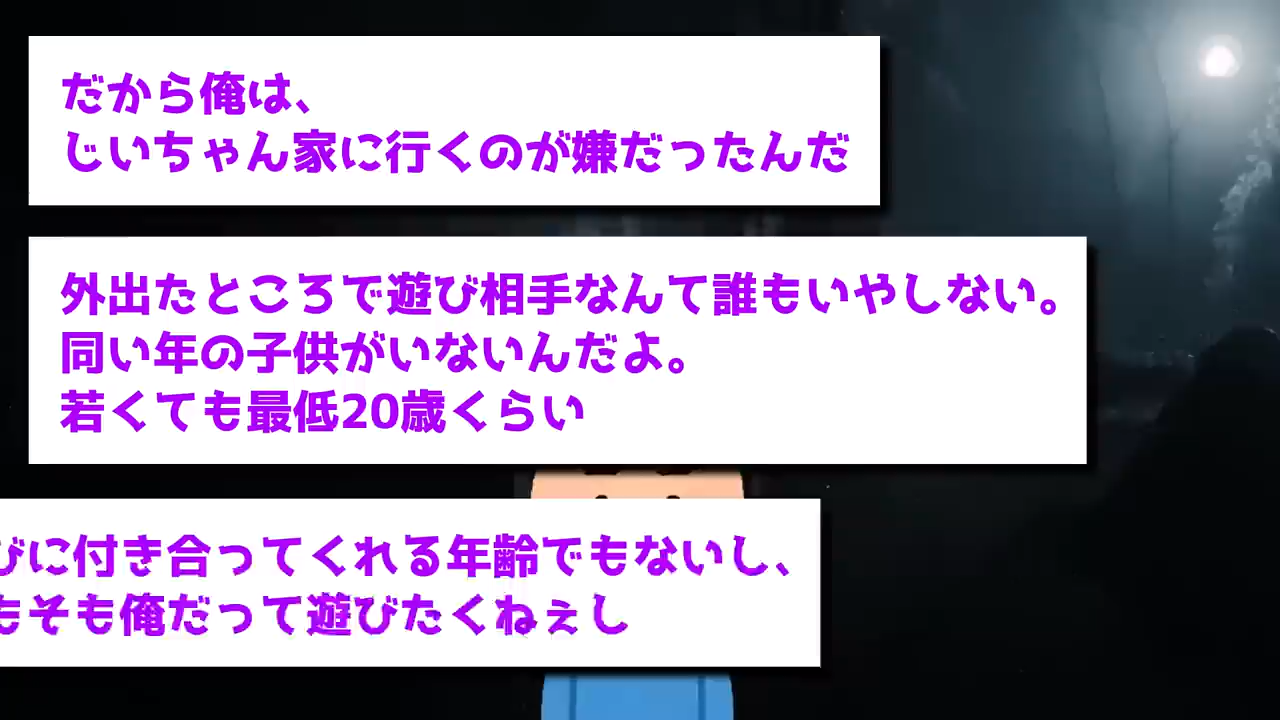 だから俺は、
じいちゃん家に行くのが嫌だったんだ
外出たところで遊び相手なんて誰もいやしない。
同い年の子供がいないんだよ。
若くても最低20歳くらい
びに付き合ってくれる年齢でもないし、
もそも俺だって遊びたくねぇし